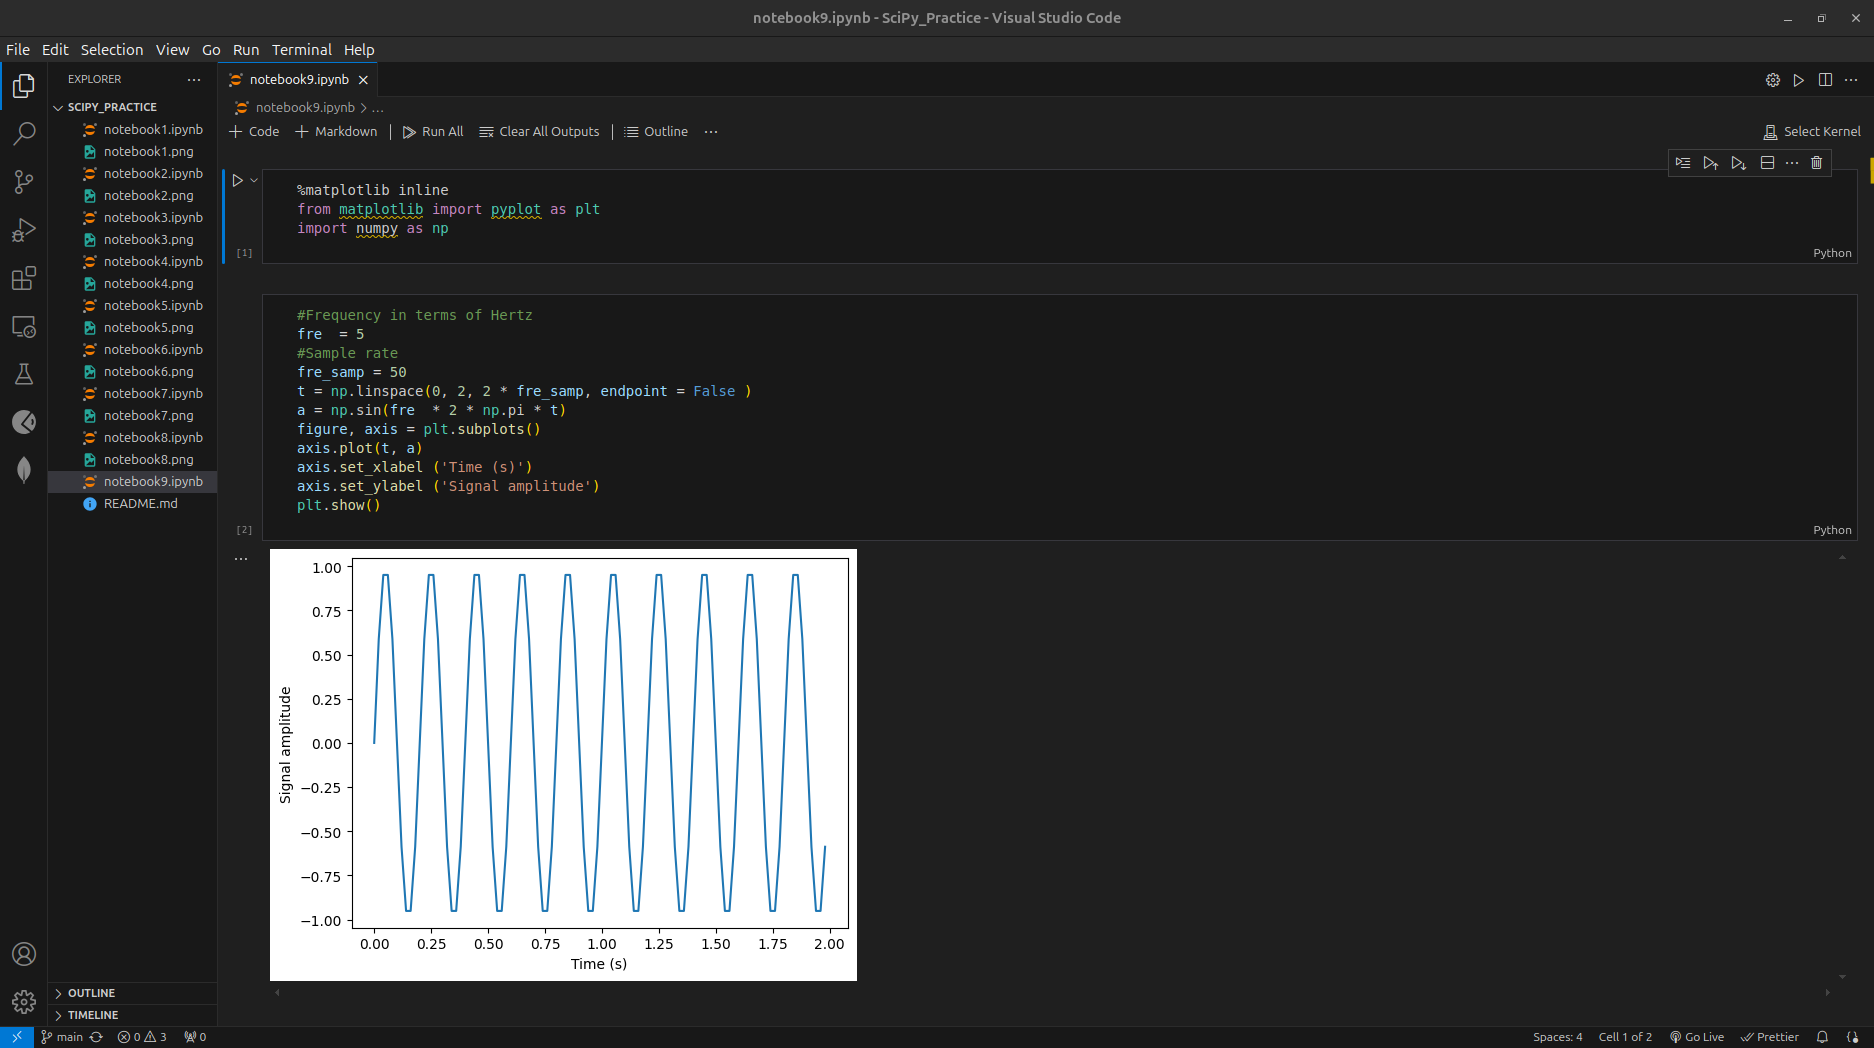 notebook9.ipynb - SciPy_Practice - Visual Studio Code
File Edit Selection View Go Run Terminal Help
EXPLORER
SCIPY_PRACTICE
notebook1.ipynb
notebook1.png
notebook2.ipynb
notebook2.png
notebook3.ipynb
notebook3.png
notebook4.ipynb
notebook4.png
notebook5.ipynb
notebook5.png
notebook6.ipynb
notebook6.png
notebook7.ipynb
notebook7.png
notebook8.ipynb
notebook8.png
notebook9.ipynb
README.md
OUTLINE
TIMELINE
notebook9.ipynb
notebook9.ipynb > ...
+ Code + Markdown | Run All Clear All Outputs | Outline ... Select Kernel
%matplotlib inline
from matplotlib import pyplot as plt
import numpy as np
[1] Python
#Frequency in terms of Hertz
fre  = 5
#Sample rate
fre_samp = 50
t = np.linspace(0, 2, 2 * fre_samp, endpoint = False )
a = np.sin(fre  * 2 * np.pi * t)
figure, axis = plt.subplots()
axis.plot(t, a)
axis.set_xlabel ('Time (s)')
axis.set_ylabel ('Signal amplitude')
plt.show()
[2] Python
1.00
0.75
0.50
0.25
0.00
−0.25
−0.50
−0.75
−1.00
Signal amplitude
0.00 0.25 0.50 0.75 1.00 1.25 1.50 1.75 2.00
Time (s)
main 0 3 0 Spaces: 4 Cell 1 of 2 Go Live Prettier